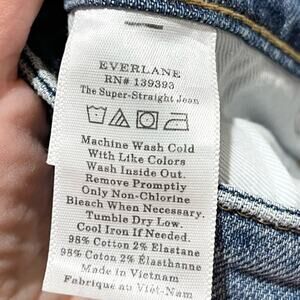 EVERLANE
RN# 139393
The Super-Straight Jean
Machine Wash Cold
With Like Colors
Wash Inside Out.
Remove Promptly
Only Non-Chlorine
Bleach When Necessary.
Tumble Dry Low.
Cool Iron If Needed.
98% Cotton 2% Elastane
98% Coton 2% Élasthanne
Made in Vietnam
Fabriqué au Viêt-Nam